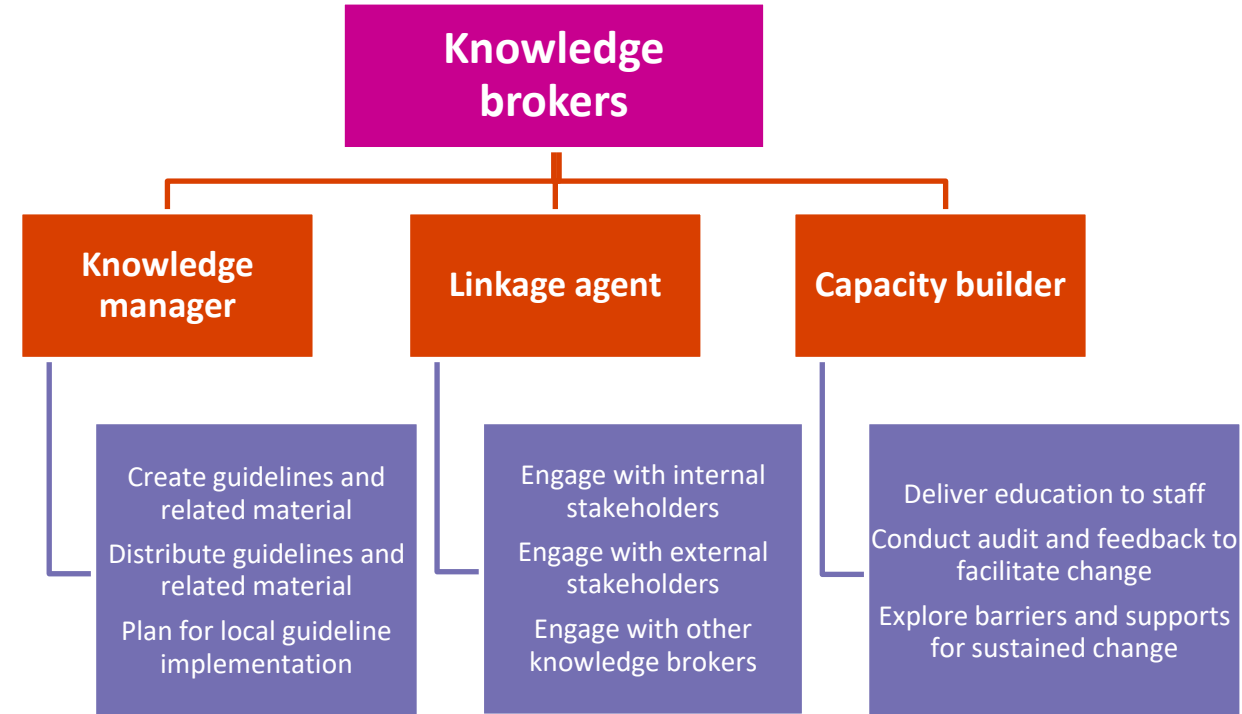 Knowledge
brokers
Knowledge
manager
Linkage agent
Capacity builder
Create guidelines and
related material
Distribute guidelines and
related material
Plan for local guideline
implementation
Engage with internal
stakeholders
Engage with external
stakeholders
Engage with other
knowledge brokers
Deliver education to staff
Conduct audit and feedback to
facilitate change
Explore barriers and supports
for sustained change